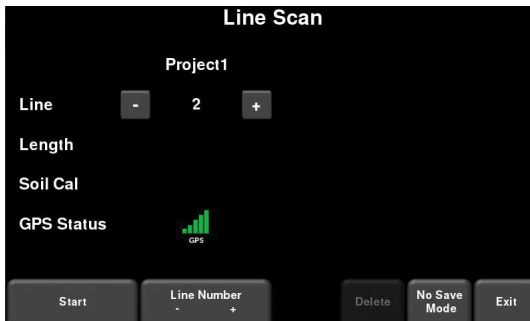 Line Scan
Project1
Line - 2 +
Length
Soil Cal
GPS Status
GPS
Start
Line Number
- +
Delete
No Save
Mode
Exit